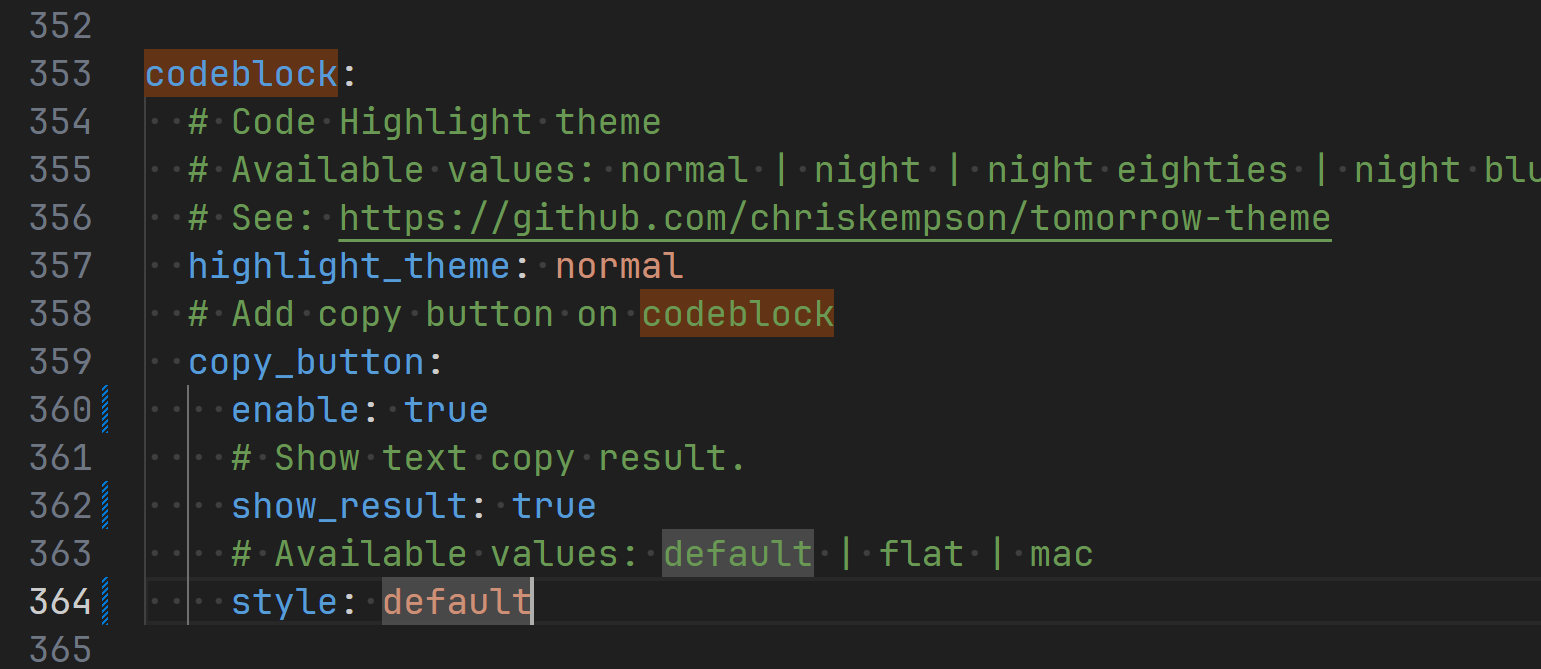 352
353 codeblock:
354 # Code Highlight theme
355 # Available values: normal | night | night eighties | night blu
356 # See: https://github.com/chriskempson/tomorrow-theme
357 highlight_theme: normal
358 # Add copy button on codeblock
359 copy_button:
360 enable: true
361 # Show text copy result.
362 show_result: true
363 # Available values: default | flat | mac
364 style: default
365